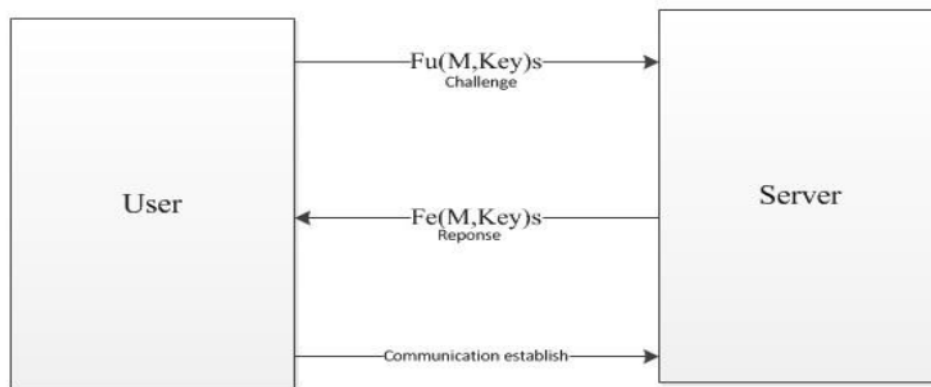 Fu(M,Key)s
Challenge
User
Server
Fe(M,Key)s
Reponse
Communication establish